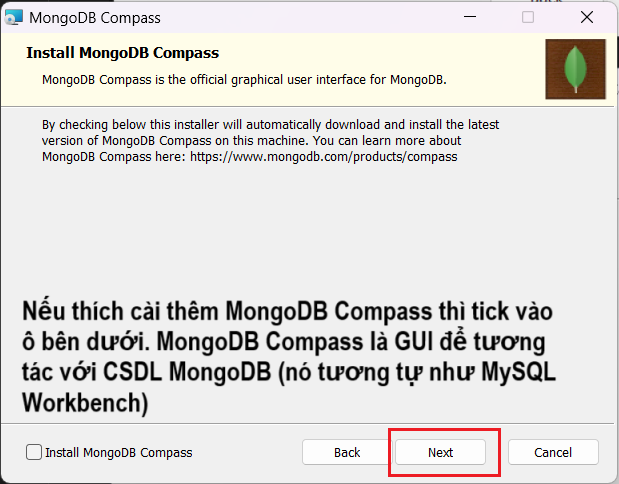 MongoDB Compass
Install MongoDB Compass
MongoDB Compass is the official graphical user interface for MongoDB.
By checking below this installer will automatically download and install the latest
version of MongoDB Compass on this machine. You can learn more about
MongoDB Compass here: https://www.mongodb.com/products/compass
Nếu thích cài thêm MongoDB Compass thì tick vào
ô bên dưới. MongoDB Compass là GUI để tương
tác với CSDL MongoDB (nó tương tự như MySQL
Workbench)
Install MongoDB Compass
Back
Next
Cancel